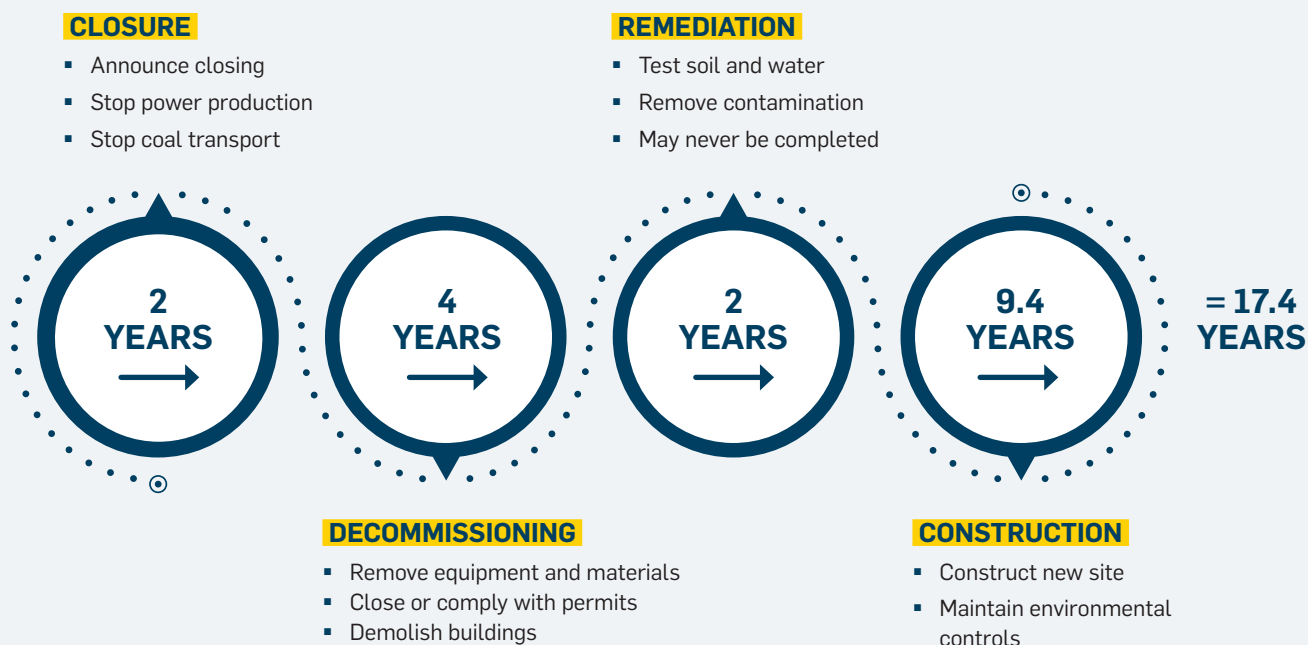 CLOSURE
▪ Announce closing
▪ Stop power production
▪ Stop coal transport
REMEDIATION
▪ Test soil and water
▪ Remove contamination
▪ May never be completed
2
YEARS
4
YEARS
2
YEARS
9.4
YEARS
= 17.4
YEARS
DECOMMISSIONING
▪ Remove equipment and materials
▪ Close or comply with permits
▪ Demolish buildings
CONSTRUCTION
▪ Construct new site
▪ Maintain environmental
controls